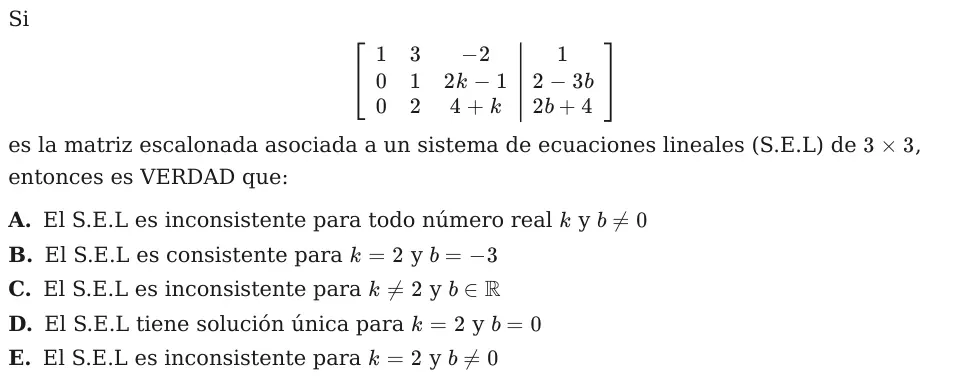 Si
[ 1 3 −2 | 1 ]
[ 0 1 2k − 1 | 2 − 3b ]
[ 0 2 4 + k | 2b + 4 ]
es la matriz escalonada asociada a un sistema de ecuaciones lineales (S.E.L) de 3 × 3,
entonces es VERDAD que:
A. El S.E.L es inconsistente para todo número real k y b ≠ 0
B. El S.E.L es consistente para k = 2 y b = −3
C. El S.E.L es inconsistente para k ≠ 2 y b ∈ ℝ
D. El S.E.L tiene solución única para k = 2 y b = 0
E. El S.E.L es inconsistente para k = 2 y b ≠ 0